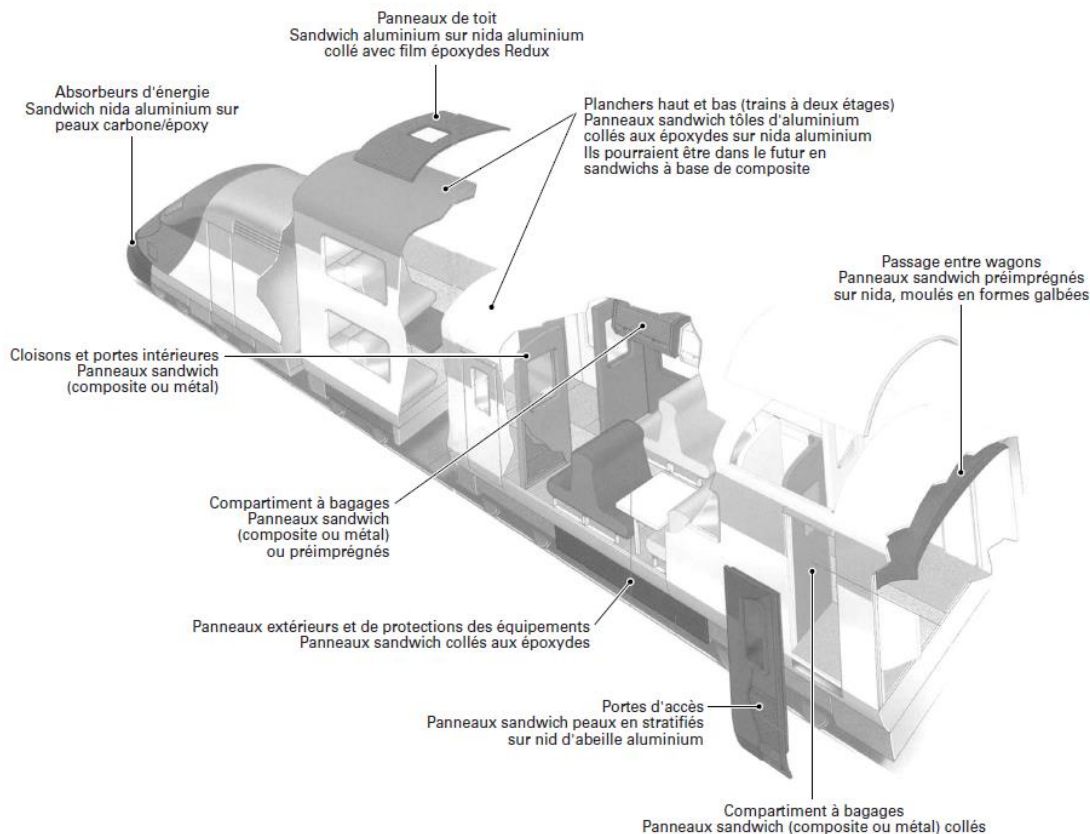 Panneaux de toit
Sandwich aluminium sur nida aluminium
collé avec film époxydes Redux
Absorbeurs d'énergie
Sandwich nida aluminium sur
peaux carbone/époxy
Planchers haut et bas (trains à deux étages)
Panneaux sandwich tôles d'aluminium
collés aux époxydes sur nida aluminium
Ils pourraient être dans le futur en
sandwichs à base de composite
Passage entre wagons
Panneaux sandwich préimprégnés
sur nida, moulés en formes galbées
Cloisons et portes intérieures
Panneaux sandwich
(composite ou métal)
Compartiment à bagages
Panneaux sandwich
(composite ou métal)
ou préimprégnés
Panneaux extérieurs et de protections des équipements
Panneaux sandwich collés aux époxydes
Portes d'accès
Panneaux sandwich peaux en stratifiés
sur nid d'abeille aluminium
Compartiment à bagages
Panneaux sandwich (composite ou métal) collés